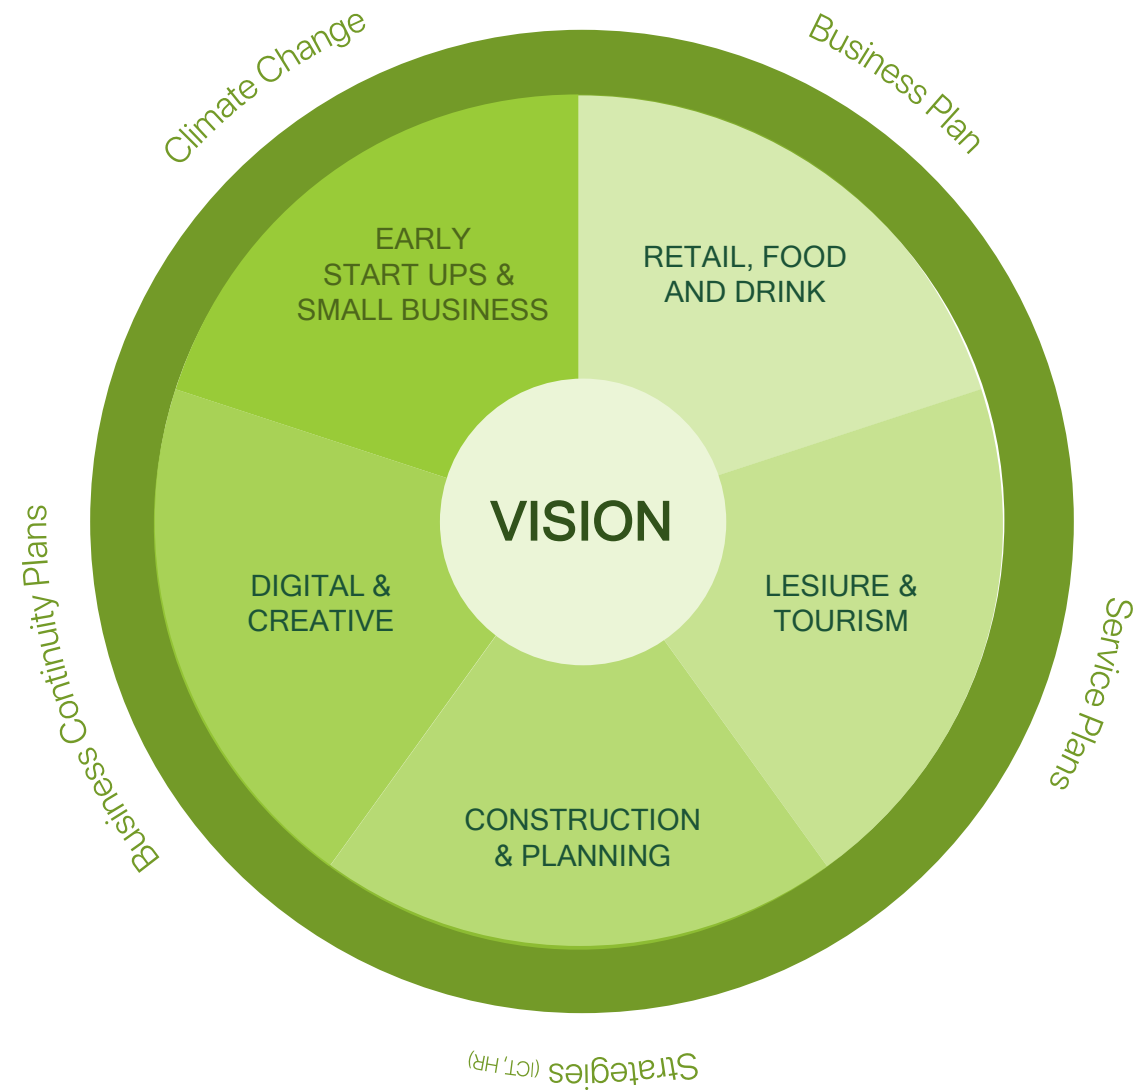 Climate Change
Business Plan
EARLY
START UPS &
SMALL BUSINESS
RETAIL, FOOD
AND DRINK
VISION
DIGITAL &
CREATIVE
LESIURE &
TOURISM
CONSTRUCTION
& PLANNING
Business Continuity Plans
Service Plans
Strategies (ICT, HR)